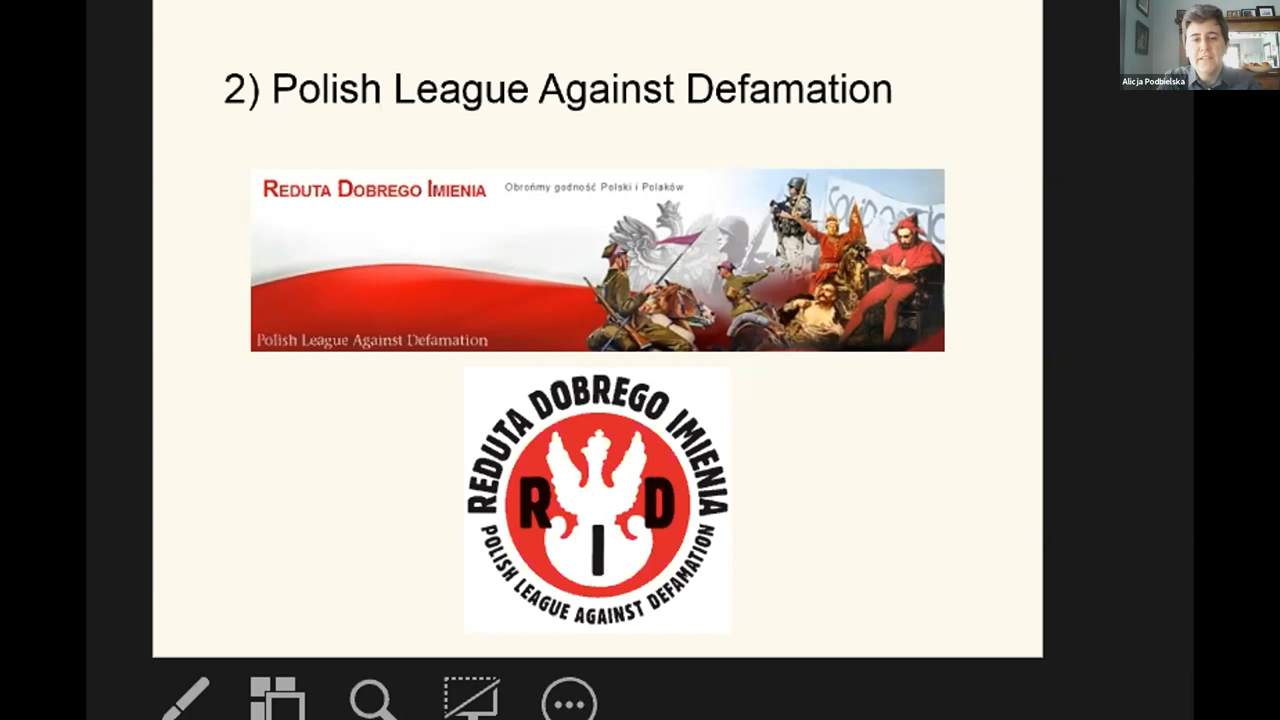 2) Polish League Against Defamation
Alicja Podbielska
REDUTA DOBREGO IMIENIA
Obrońmy godność Polski i Polaków
Polish League Against Defamation
REDUTA DOBREGO IMIENIA
R I D
POLISH LEAGUE AGAINST DEFAMATION